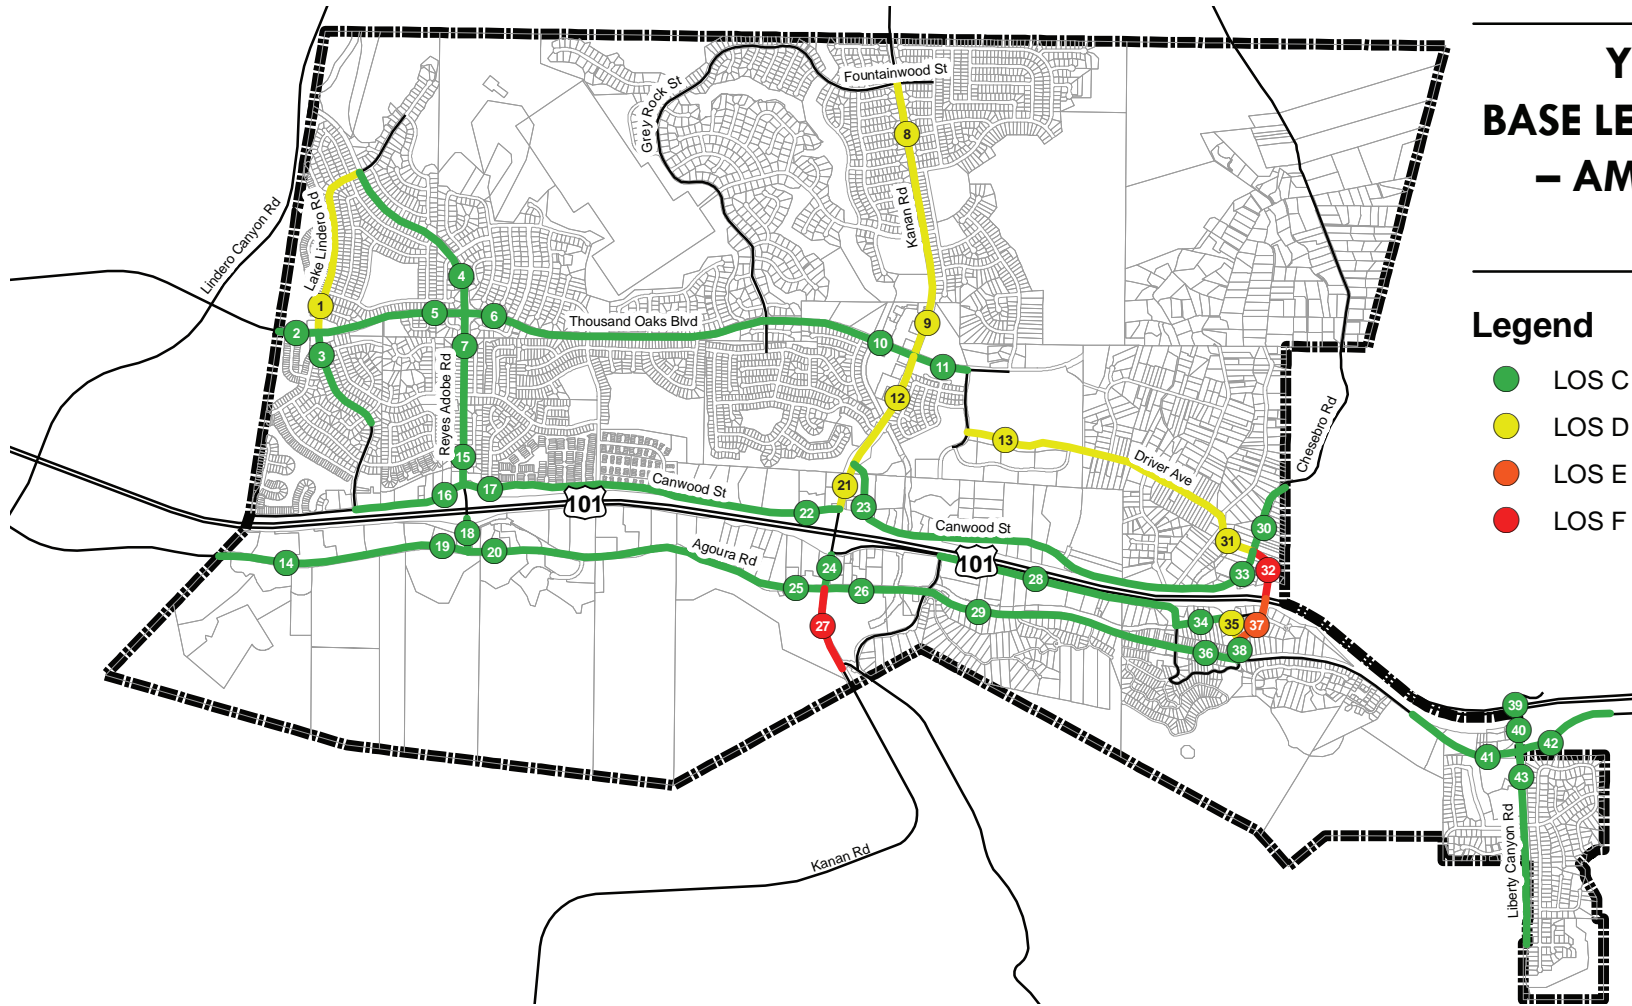 Y
BASE LE
– AM
Legend
LOS C
LOS D
LOS E
LOS F
Fountainwood St
Grey Rock St
Kanan Rd
Lindero Canyon Rd
Lake Lindero Rd
Thousand Oaks Blvd
Reyes Adobe Rd
Canwood St
101
Agoura Rd
Canwood St
101
Driver Ave
Chesebro Rd
Kanan Rd
Liberty Canyon Rd
1
2
3
4
5
6
7
8
9
10
11
12
13
14
15
16
17
18
19
20
21
22
23
24
25
26
27
28
29
30
31
32
33
34
35
36
37
38
39
40
41
42
43